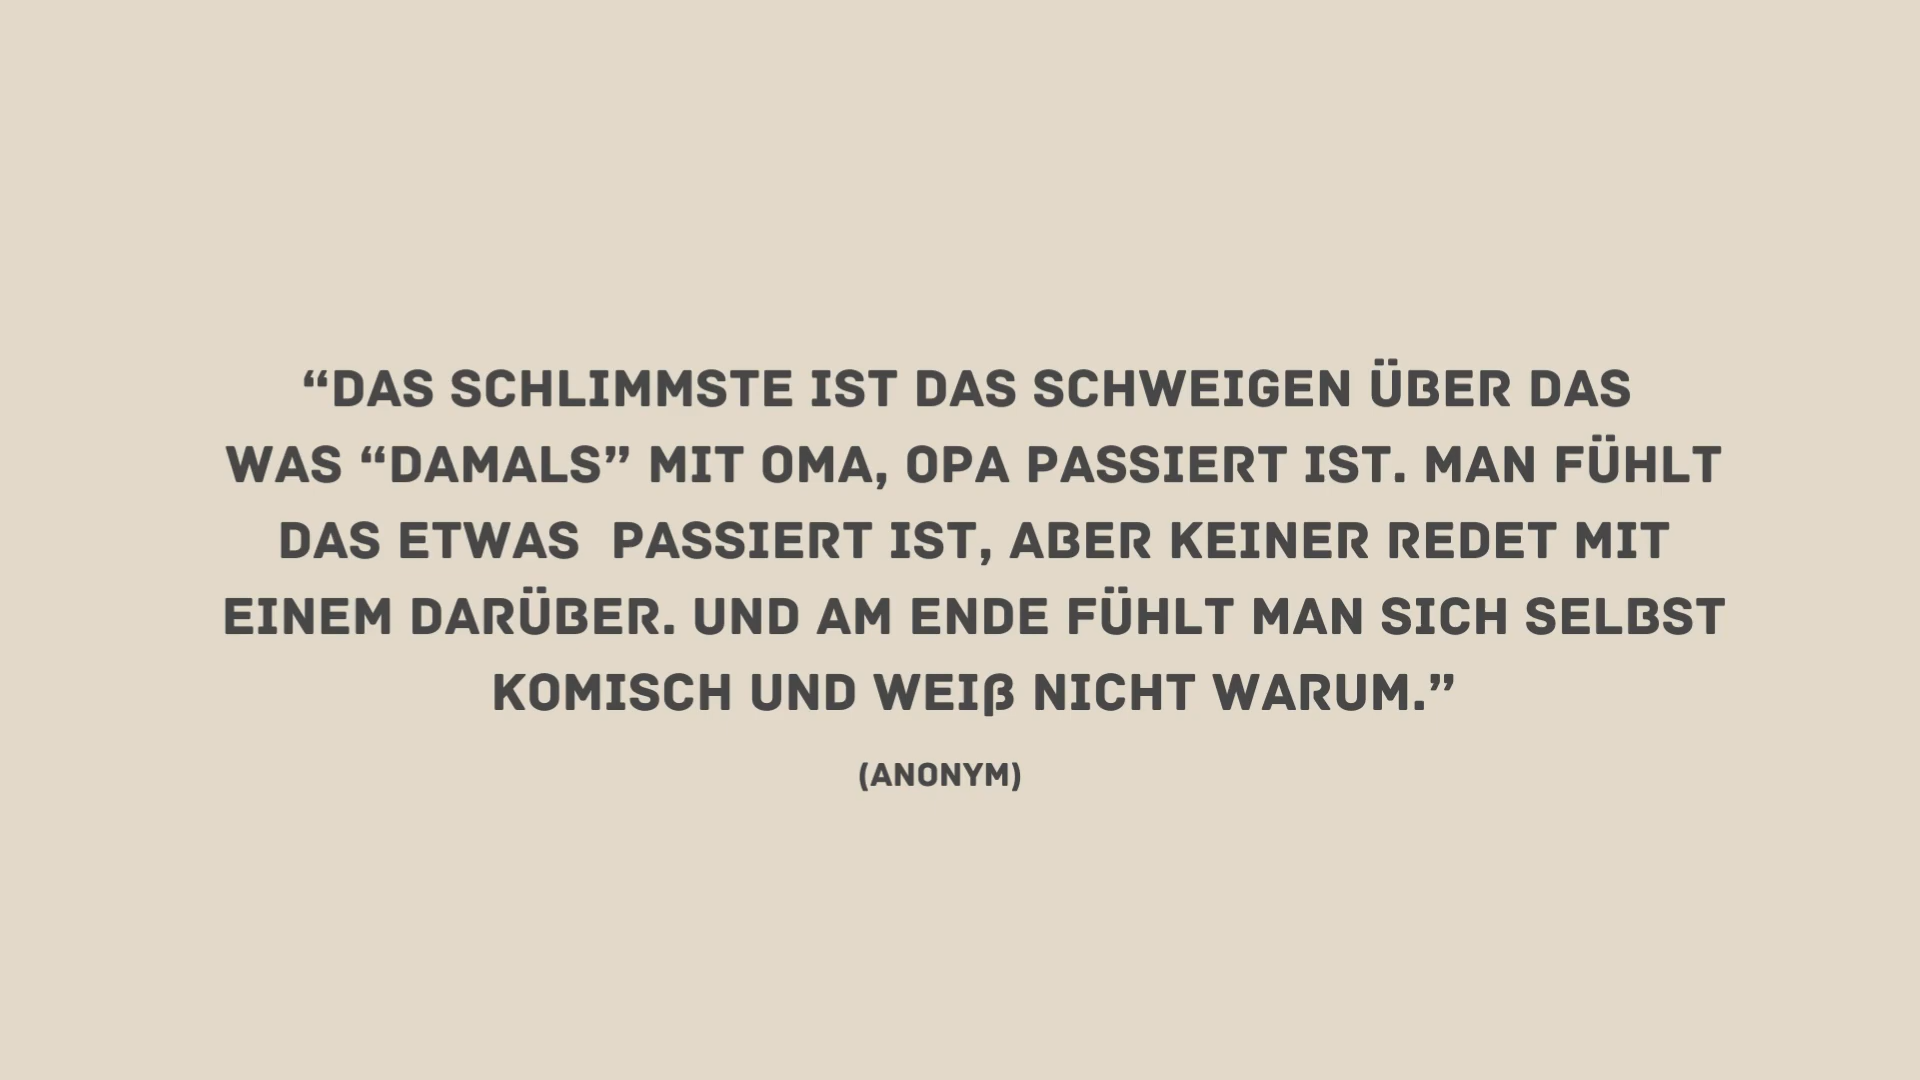 “DAS SCHLIMMSTE IST DAS SCHWEIGEN ÜBER DAS
WAS “DAMALS” MIT OMA, OPA PASSIERT IST. MAN FÜHLT
DAS ETWAS  PASSIERT IST, ABER KEINER REDET MIT
EINEM DARÜBER. UND AM ENDE FÜHLT MAN SICH SELBST
KOMISCH UND WEIß NICHT WARUM.”
(ANONYM)